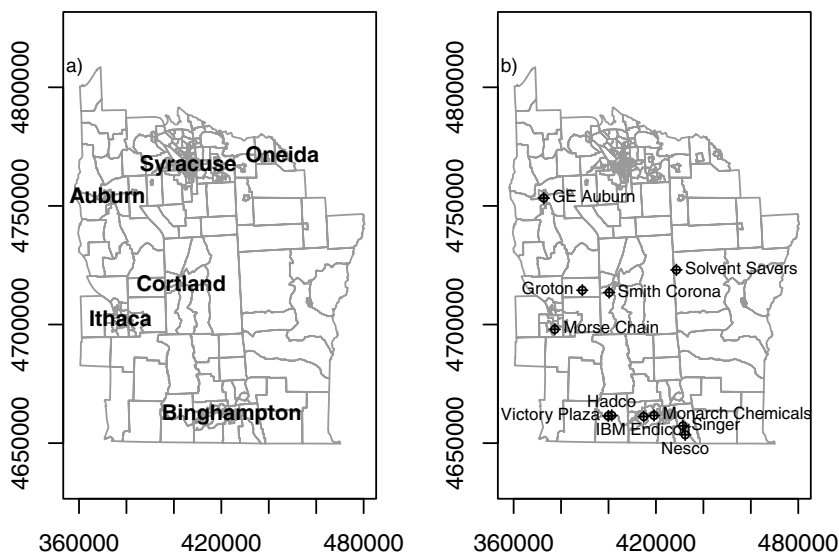 a)
Syracuse
Oneida
Auburn
Cortland
Ithaca
Binghampton
4800000
4750000
4700000
4650000
360000
420000
480000
b)
GE Auburn
Solvent Savers
Groton
Smith Corona
Morse Chain
Hadco
Victory Plaza
Monarch Chemicals
IBM Endicott
Singer
Nesco
4800000
4750000
4700000
4650000
360000
420000
480000